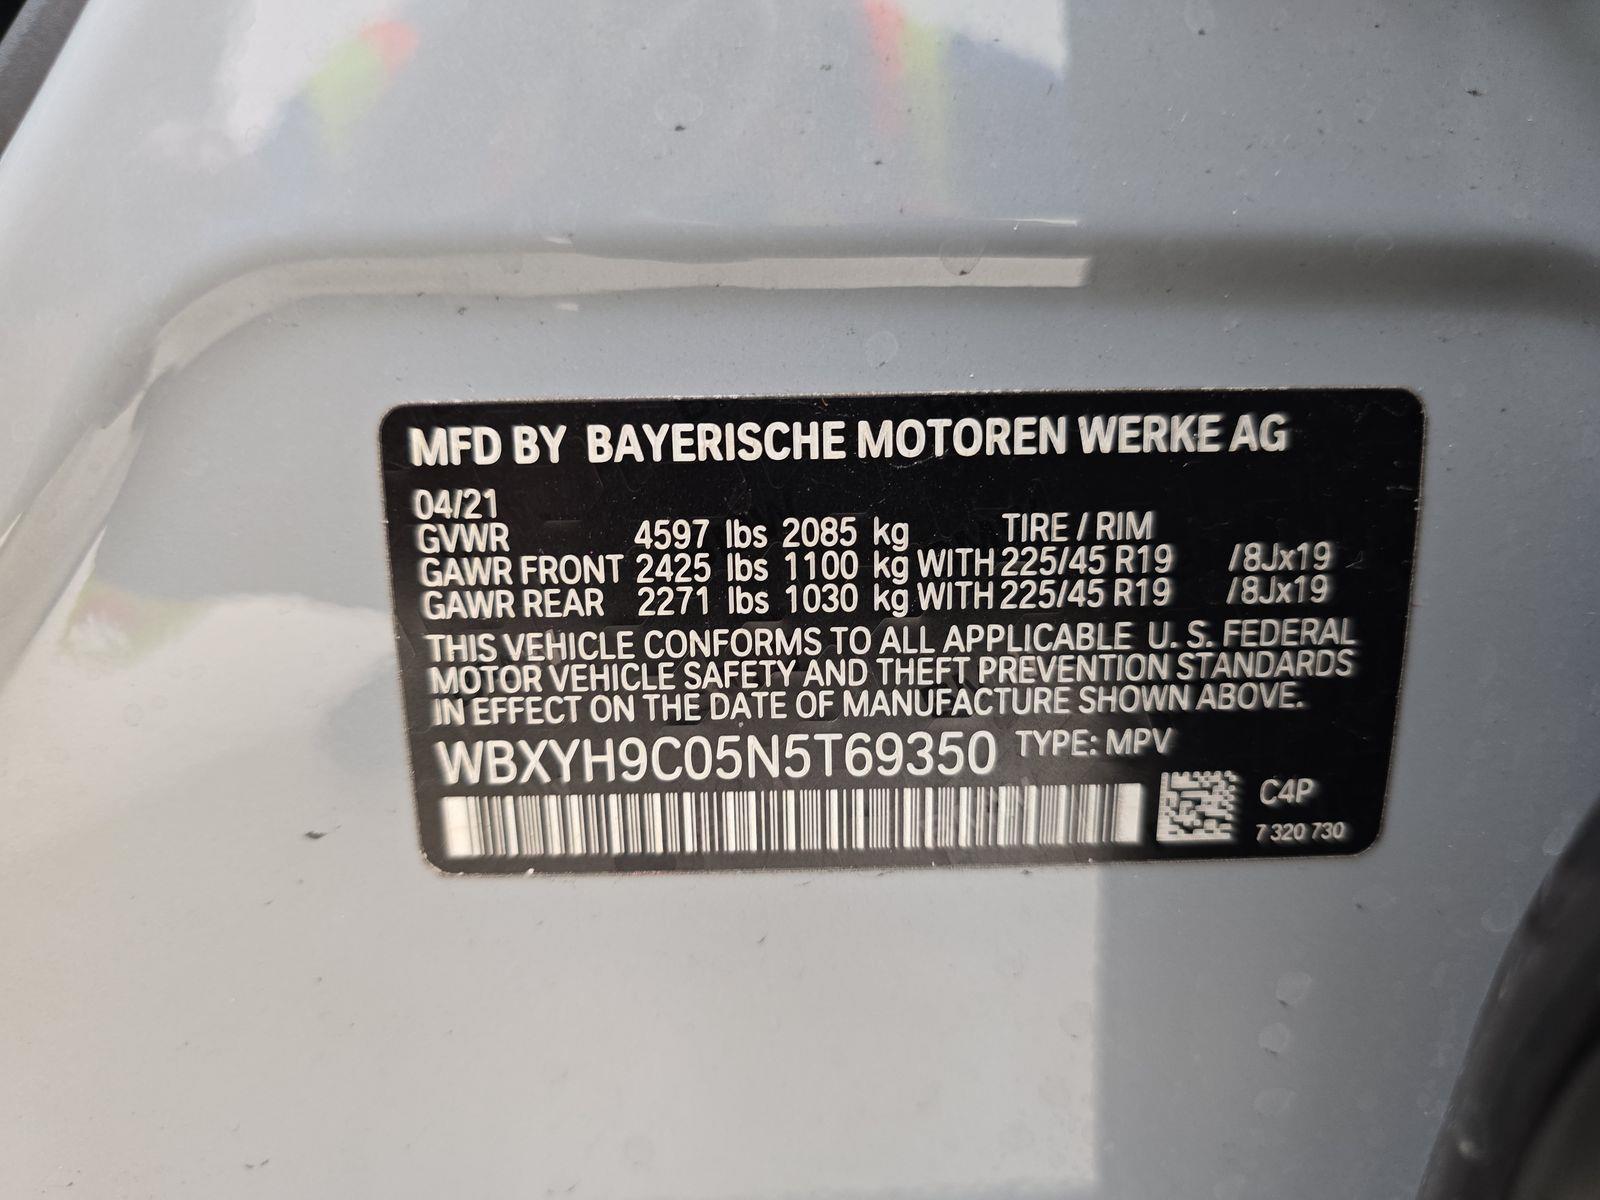 MFD BY BAYERISCHE MOTOREN WERKE AG
04/21
GVWR 4597 lbs 2085 kg TIRE / RIM
GAWR FRONT 2425 lbs 1100 kg WITH 225/45 R19 /8Jx19
GAWR REAR 2271 lbs 1030 kg WITH 225/45 R19 /8Jx19
THIS VEHICLE CONFORMS TO ALL APPLICABLE U. S. FEDERAL
MOTOR VEHICLE SAFETY AND THEFT PREVENTION STANDARDS
IN EFFECT ON THE DATE OF MANUFACTURE SHOWN ABOVE.
WBXYH9C05N5T69350 TYPE: MPV
C4P
7 320 730